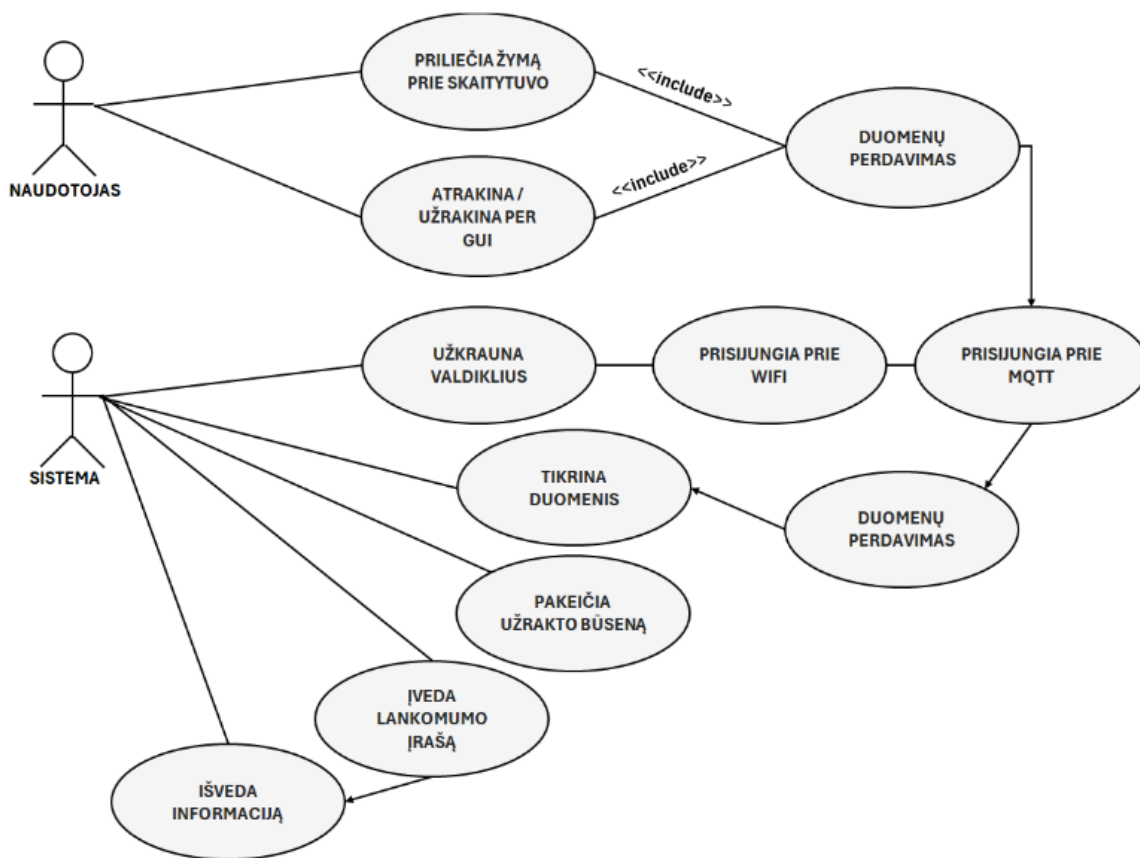 PRILIEČIA ŽYMĄ
PRIE SKAITYTUVO
<<include>>
DUOMENŲ
PERDAVIMAS
NAUDOTOJAS
ATRAKINA /
UŽRAKINA PER
GUI
<<include>>
UŽKRAUNA
VALDIKLIUS
PRISIJUNGIA PRIE
WIFI
PRISIJUNGIA PRIE
MQTT
SISTEMA
TIKRINA
DUOMENIS
DUOMENŲ
PERDAVIMAS
PAKEIČIA
UŽRAKTO BŪSENĄ
ĮVEDA
LANKOMUMO
ĮRAŠĄ
IŠVEDA
INFORMACIJĄ